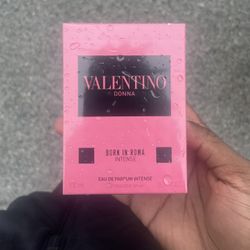 VALENTINO
DONNA
BORN IN ROMA
INTENSE
EAU DE PARFUM INTENSE